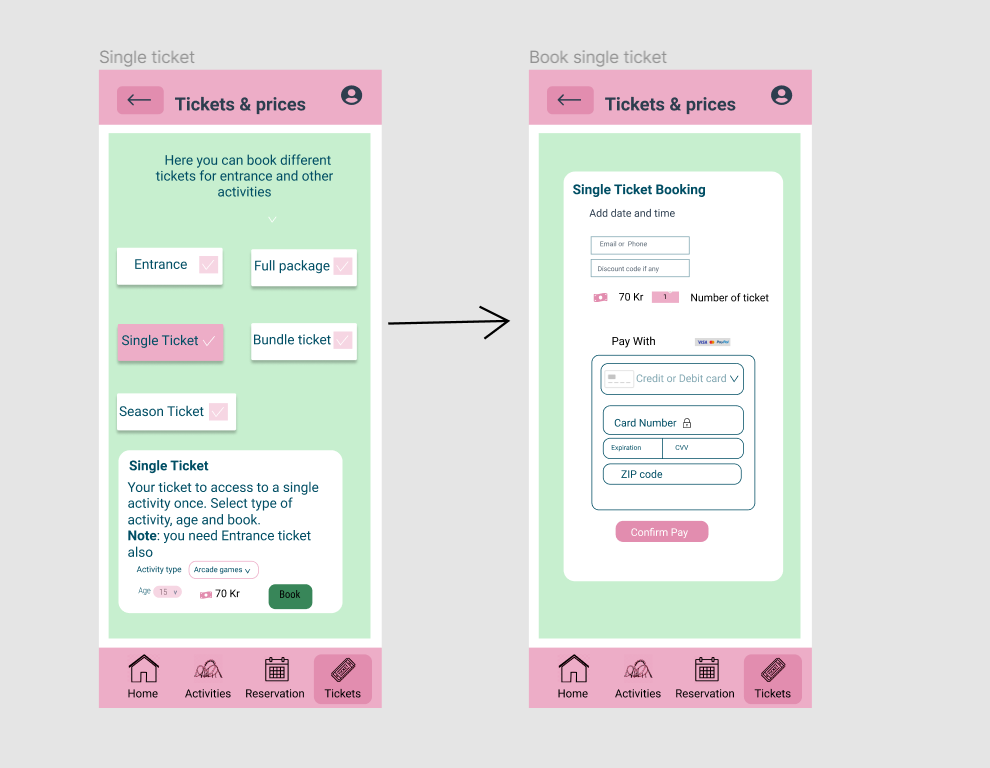 Single ticket
Tickets & prices
Here you can book different
tickets for entrance and other
activities
Entrance
Full package
Single Ticket
Bundle ticket
Season Ticket
Single Ticket
Your ticket to access to a single
activity once. Select type of
activity, age and book.
Note: you need Entrance ticket
also
Activity type
Arcade games
Age
15
70 Kr
Book
Home
Activities
Reservation
Tickets
Book single ticket
Tickets & prices
Single Ticket Booking
Add date and time
Email or Phone
Discount code if any
70 Kr
1
Number of ticket
Pay With
VISA
PayPal
Credit or Debit card
Card Number
Expiration
CVV
ZIP code
Confirm Pay
Home
Activities
Reservation
Tickets